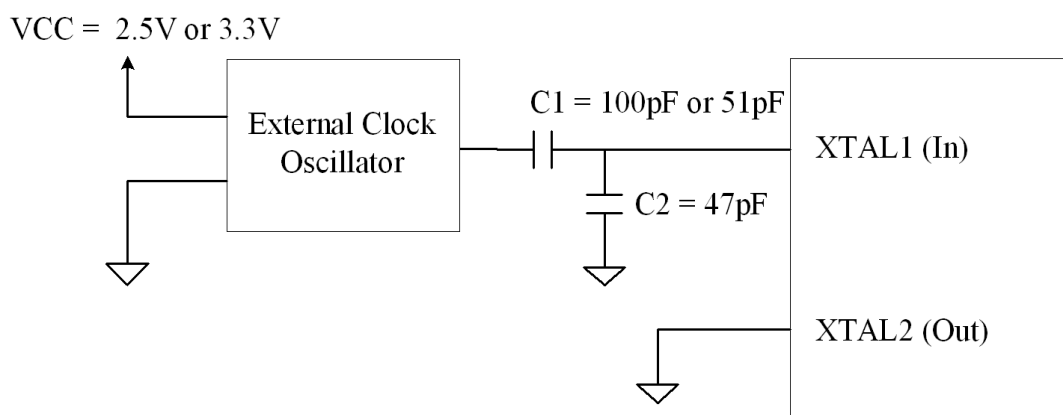 VCC = 2.5V or 3.3V
External Clock
Oscillator
C1 = 100pF or 51pF
XTAL1 (In)
C2 = 47pF
XTAL2 (Out)